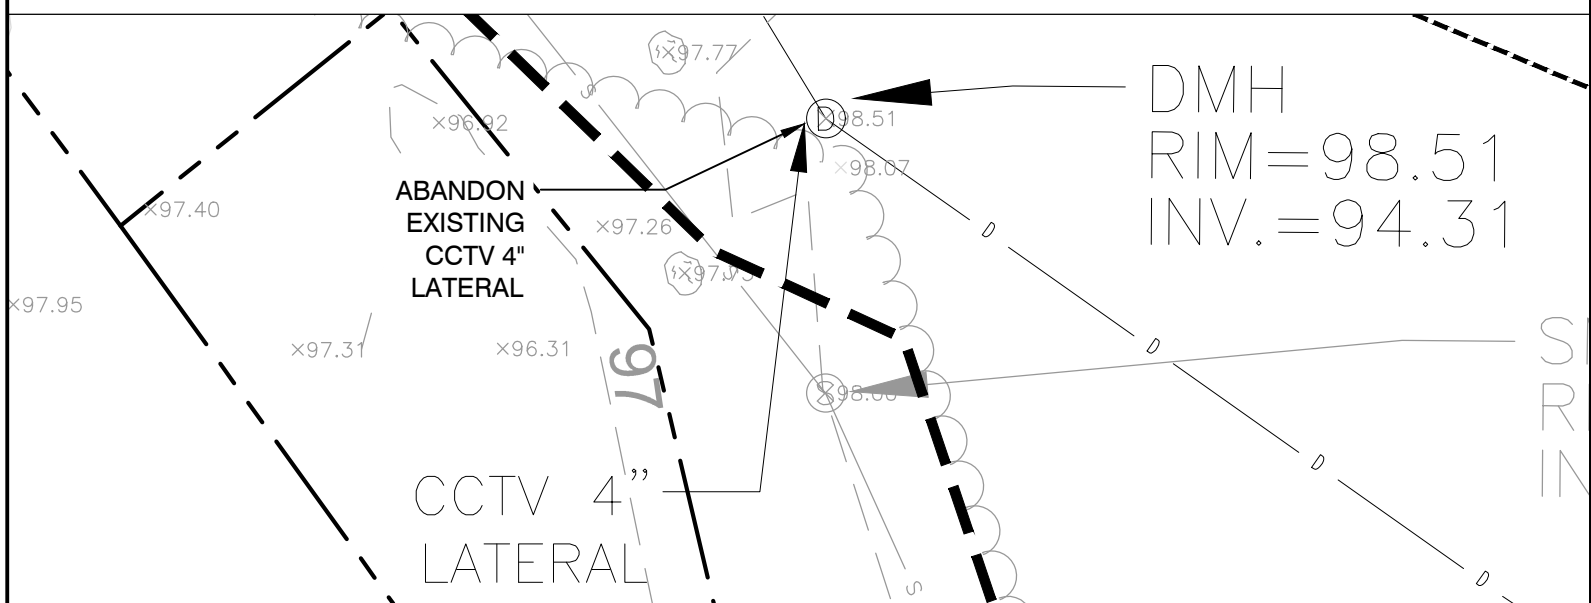 ×97.77
DMH
RIM=98.51
INV.=94.31
S
D
×98.51
×96.92
×98.07
ABANDON
EXISTING
CCTV 4"
LATERAL
×97.40
×97.26
D
×97.95
×97.31
×96.31
97
D
S
R
IN
CCTV 4”
LATERAL
D
D
S